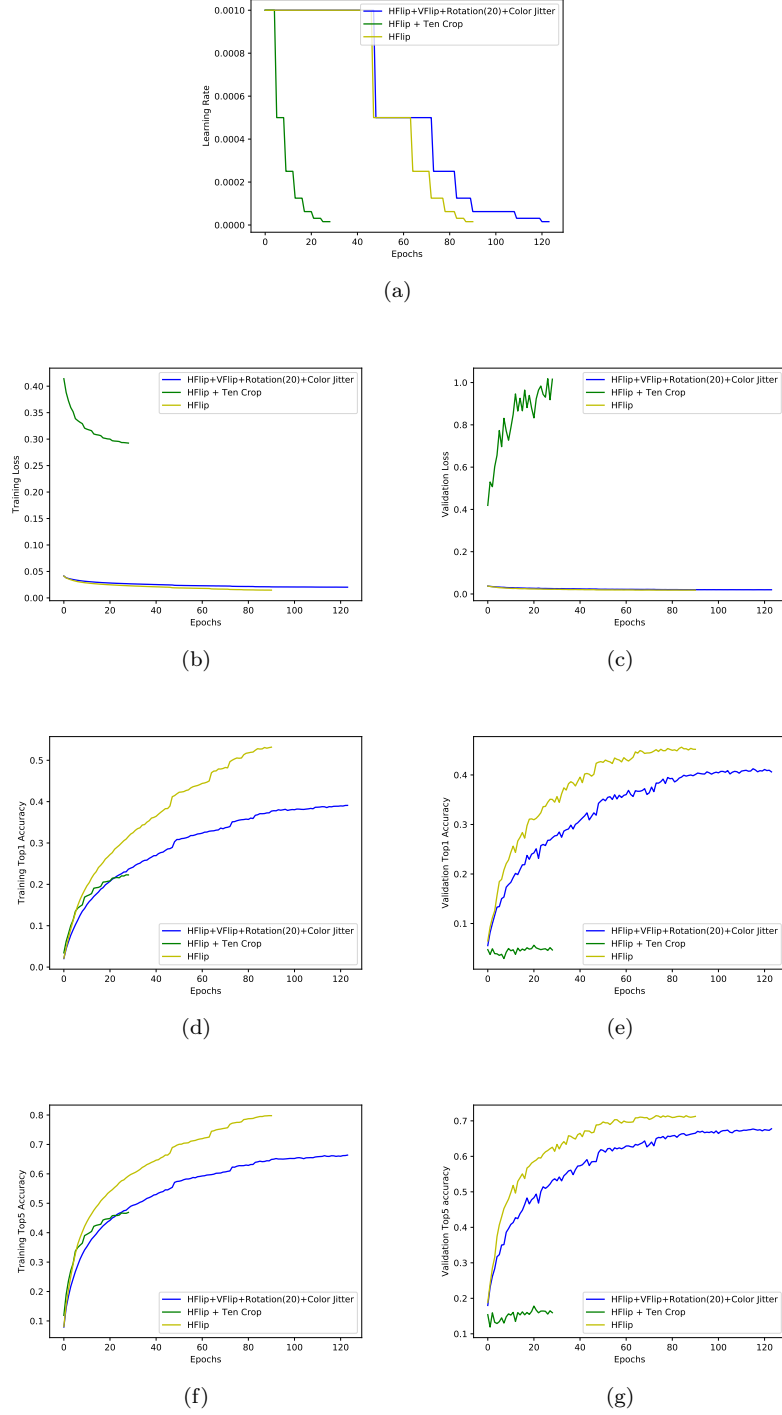 0.0010
0.0008
0.0006
0.0004
0.0002
0.0000
Learning Rate
0 20 40 60 80 100 120
Epochs
HFlip+VFlip+Rotation(20)+Color Jitter
HFlip + Ten Crop
HFlip
(a)
0.40
0.35
0.30
0.25
0.20
0.15
0.10
0.05
0.00
Training Loss
0 20 40 60 80 100 120
Epochs
HFlip+VFlip+Rotation(20)+Color Jitter
HFlip + Ten Crop
HFlip
(b)
1.0
0.8
0.6
0.4
0.2
0.0
Validation Loss
0 20 40 60 80 100 120
Epochs
HFlip+VFlip+Rotation(20)+Color Jitter
HFlip + Ten Crop
HFlip
(c)
0.5
0.4
0.3
0.2
0.1
0.0
Training Top1 Accuracy
0 20 40 60 80 100 120
Epochs
HFlip+VFlip+Rotation(20)+Color Jitter
HFlip + Ten Crop
HFlip
(d)
0.4
0.3
0.2
0.1
Validation Top1 Accuracy
0 20 40 60 80 100 120
Epochs
HFlip+VFlip+Rotation(20)+Color Jitter
HFlip + Ten Crop
HFlip
(e)
0.8
0.7
0.6
0.5
0.4
0.3
0.2
0.1
Training Top5 Accuracy
0 20 40 60 80 100 120
Epochs
HFlip+VFlip+Rotation(20)+Color Jitter
HFlip + Ten Crop
HFlip
(f)
0.7
0.6
0.5
0.4
0.3
0.2
0.1
Validation Top5 accuracy
0 20 40 60 80 100 120
Epochs
HFlip+VFlip+Rotation(20)+Color Jitter
HFlip + Ten Crop
HFlip
(g)